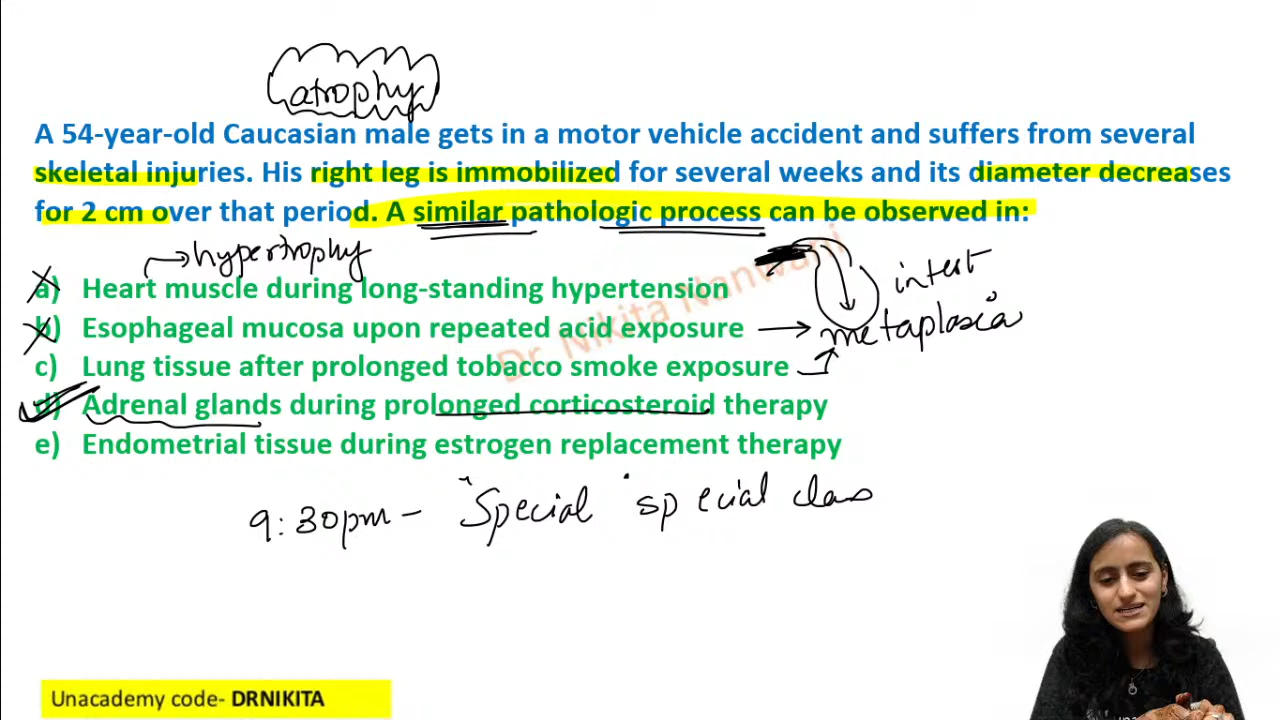 atrophy
A 54-year-old Caucasian male gets in a motor vehicle accident and suffers from several
skeletal injuries. His right leg is immobilized for several weeks and its diameter decreases
for 2 cm over that period. A similar pathologic process can be observed in:
hypertrophy
a) Heart muscle during long-standing hypertension
intest
b) Esophageal mucosa upon repeated acid exposure
metaplasia
c) Lung tissue after prolonged tobacco smoke exposure
d) Adrenal glands during prolonged corticosteroid therapy
e) Endometrial tissue during estrogen replacement therapy
Dr. Nikita Nanwani
9:30pm - "Special" special class
Unacademy code- DRNIKITA